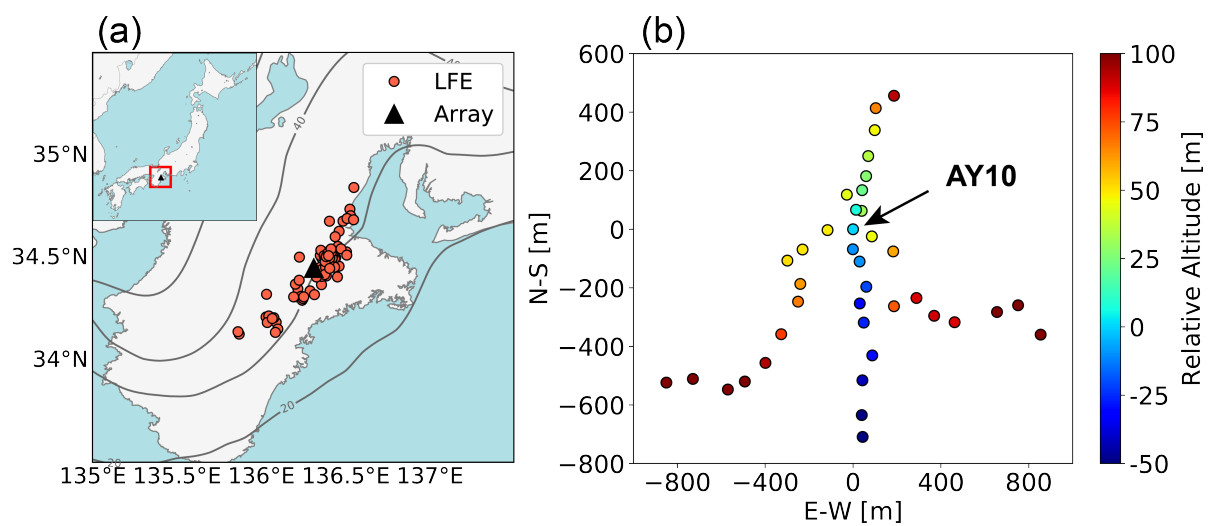 (a)
(b)
LFE
Array
40
20
20
35°N
34.5°N
34°N
135°E
135.5°E
136°E
136.5°E
137°E
AY10
600
400
200
0
−200
−400
−600
−800
N-S [m]
−800
−400
0
400
800
E-W [m]
100
75
50
25
0
-25
-50
Relative Altitude [m]